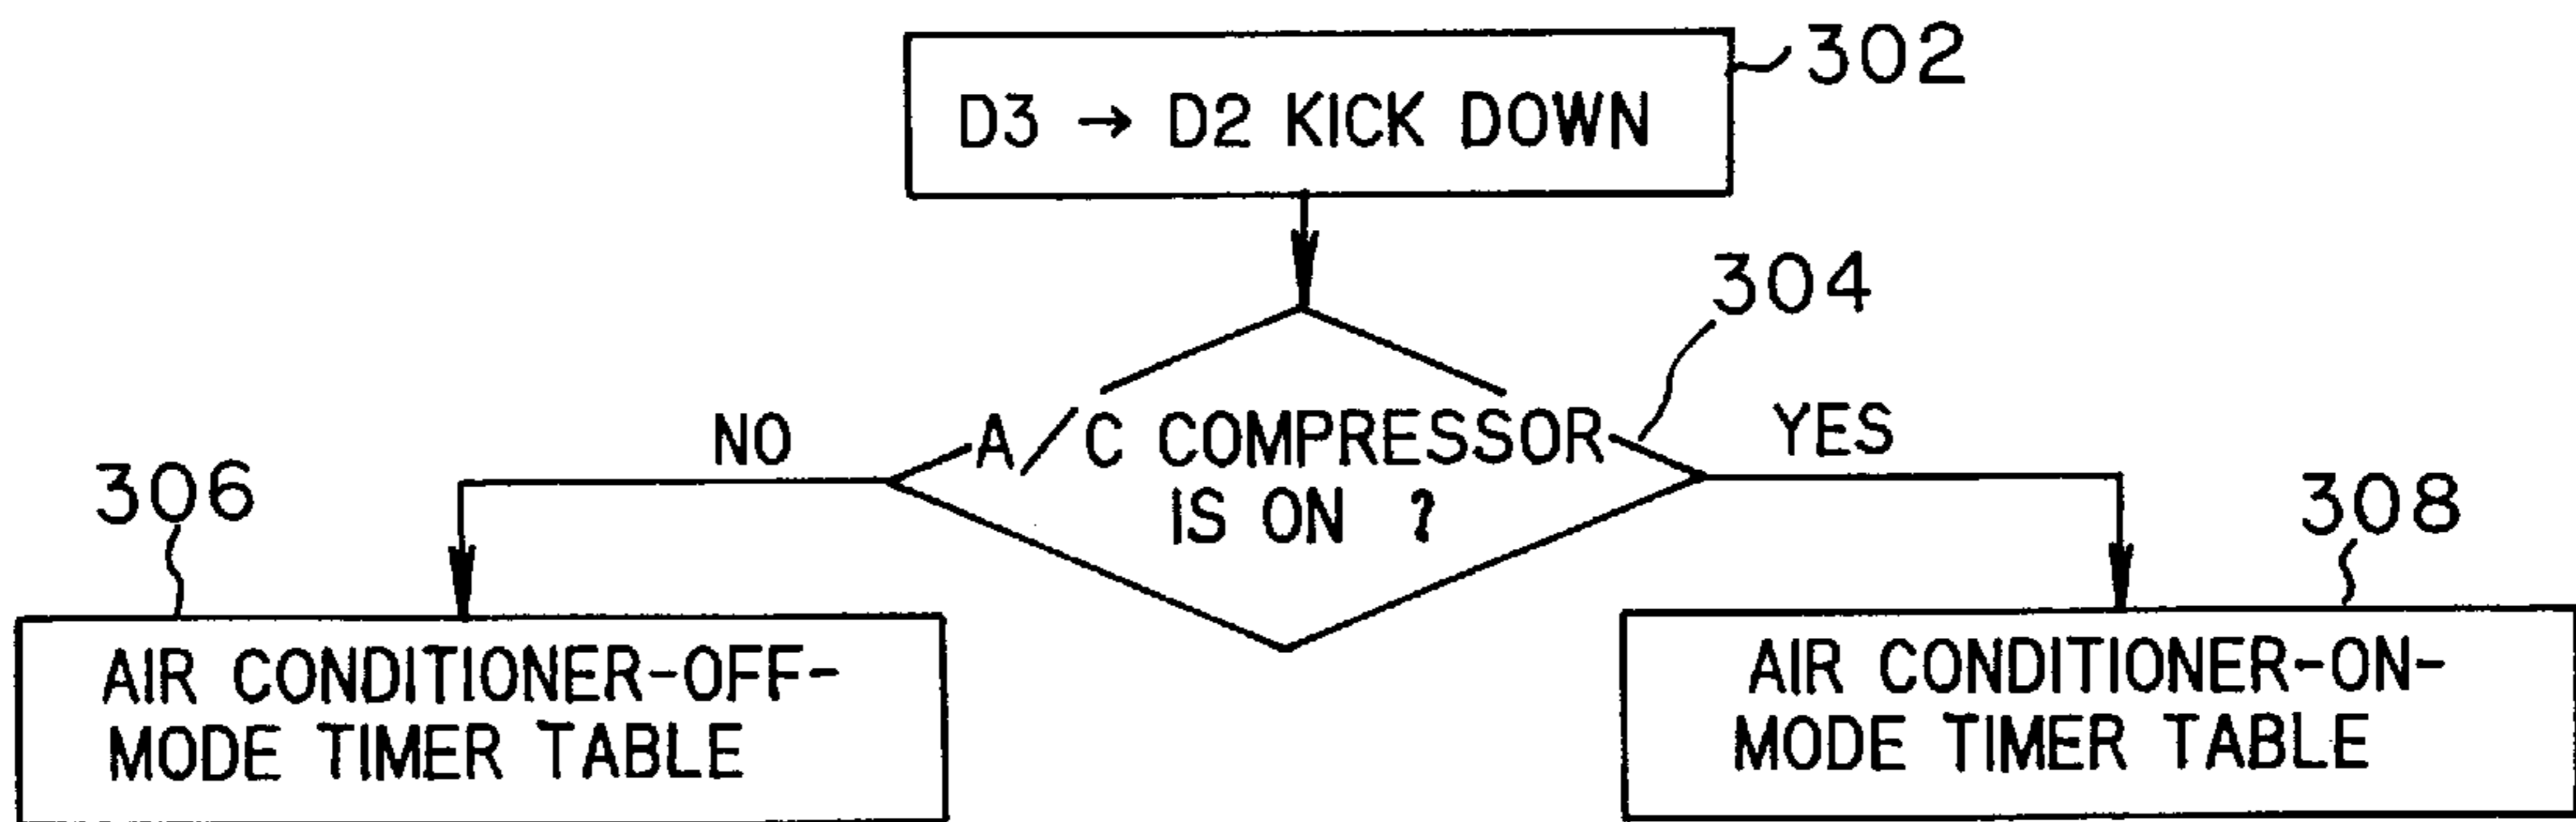 302
D3 → D2 KICK DOWN
304
NO
A/C COMPRESSOR
IS ON ?
YES
306
308
AIR CONDITIONER-OFF-
MODE TIMER TABLE
AIR CONDITIONER-ON-
MODE TIMER TABLE